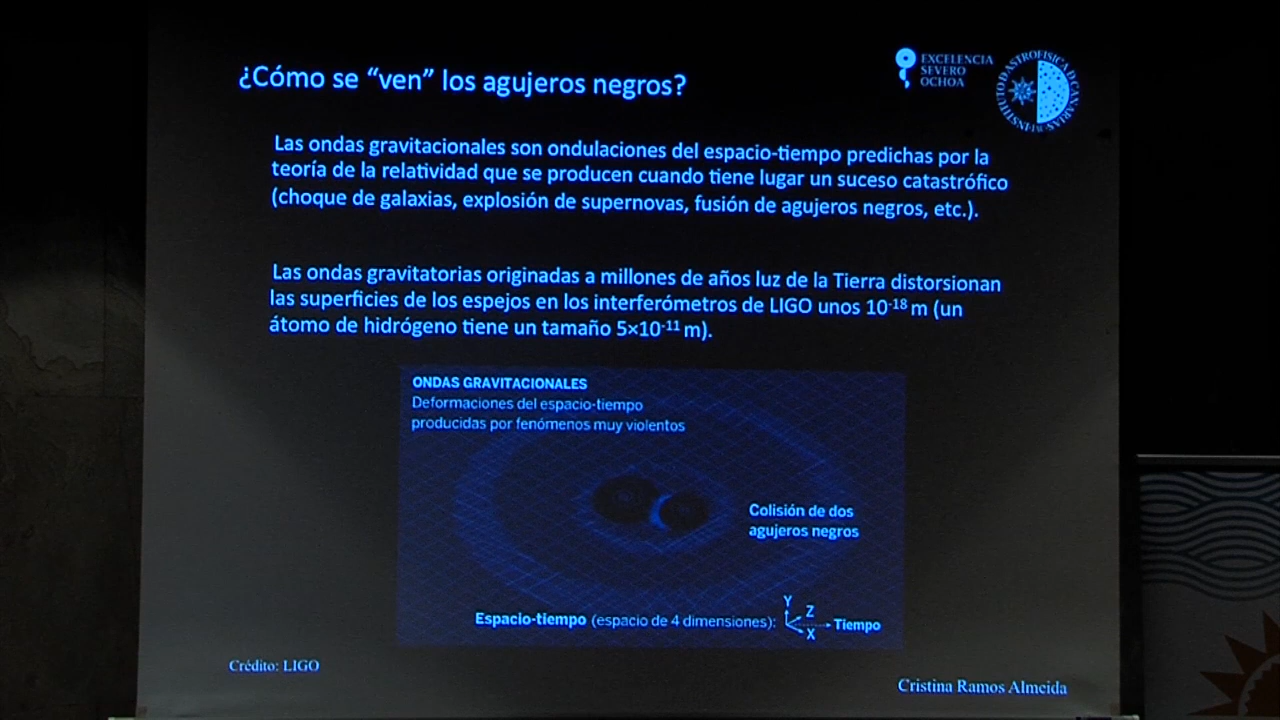 ¿Cómo se “ven” los agujeros negros?
EXCELENCIA
SEVERO
OCHOA
INSTITUTO D ASTROFISICA D CANARIAS
Las ondas gravitacionales son ondulaciones del espacio-tiempo predichas por la
teoría de la relatividad que se producen cuando tiene lugar un suceso catastrófico
(choque de galaxias, explosión de supernovas, fusión de agujeros negros, etc.).
Las ondas gravitatorias originadas a millones de años luz de la Tierra distorsionan
las superficies de los espejos en los interferómetros de LIGO unos 10⁻¹⁸ m (un
átomo de hidrógeno tiene un tamaño 5×10⁻¹¹ m).
ONDAS GRAVITACIONALES
Deformaciones del espacio-tiempo
producidas por fenómenos muy violentos
Colisión de dos
agujeros negros
Espacio-tiempo (espacio de 4 dimensiones):
Y
Z
X
Tiempo
Crédito: LIGO
Cristina Ramos Almeida